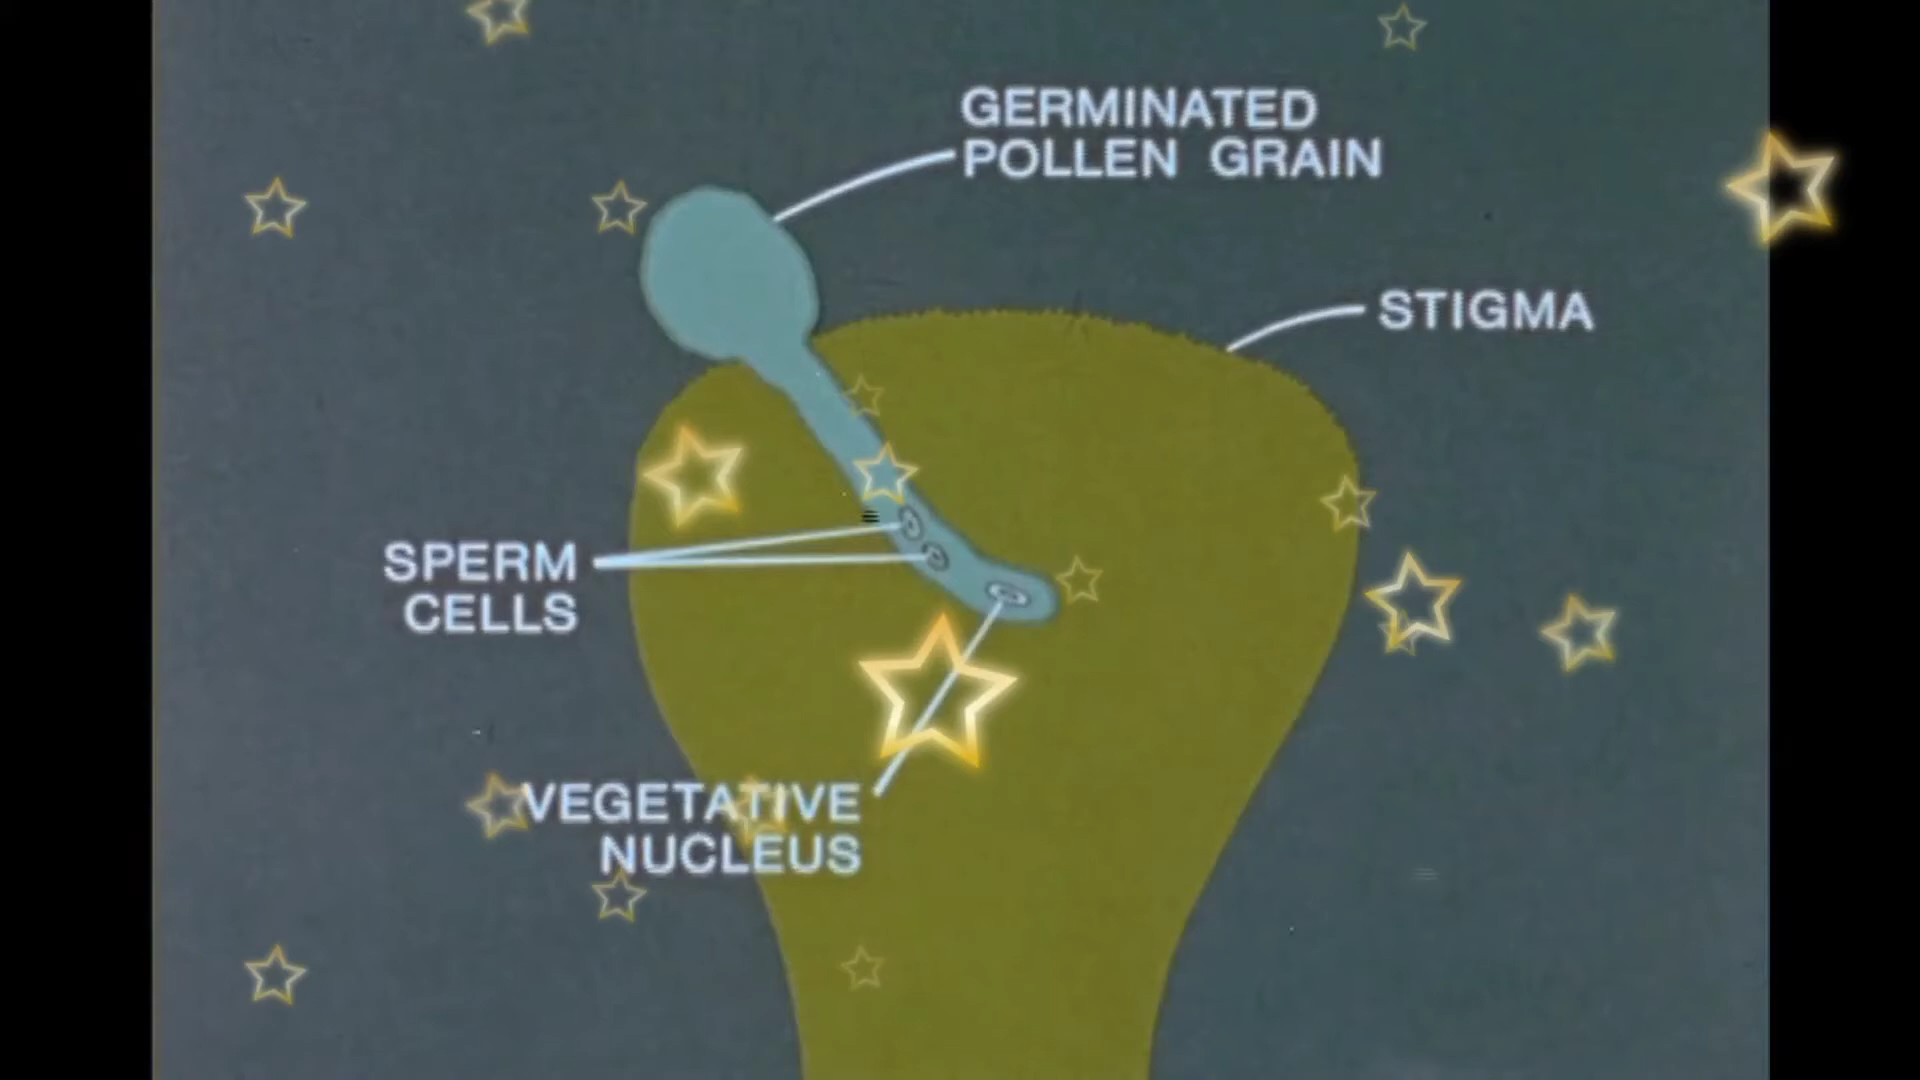 GERMINATED
POLLEN GRAIN
STIGMA
SPERM
CELLS
VEGETATIVE
NUCLEUS